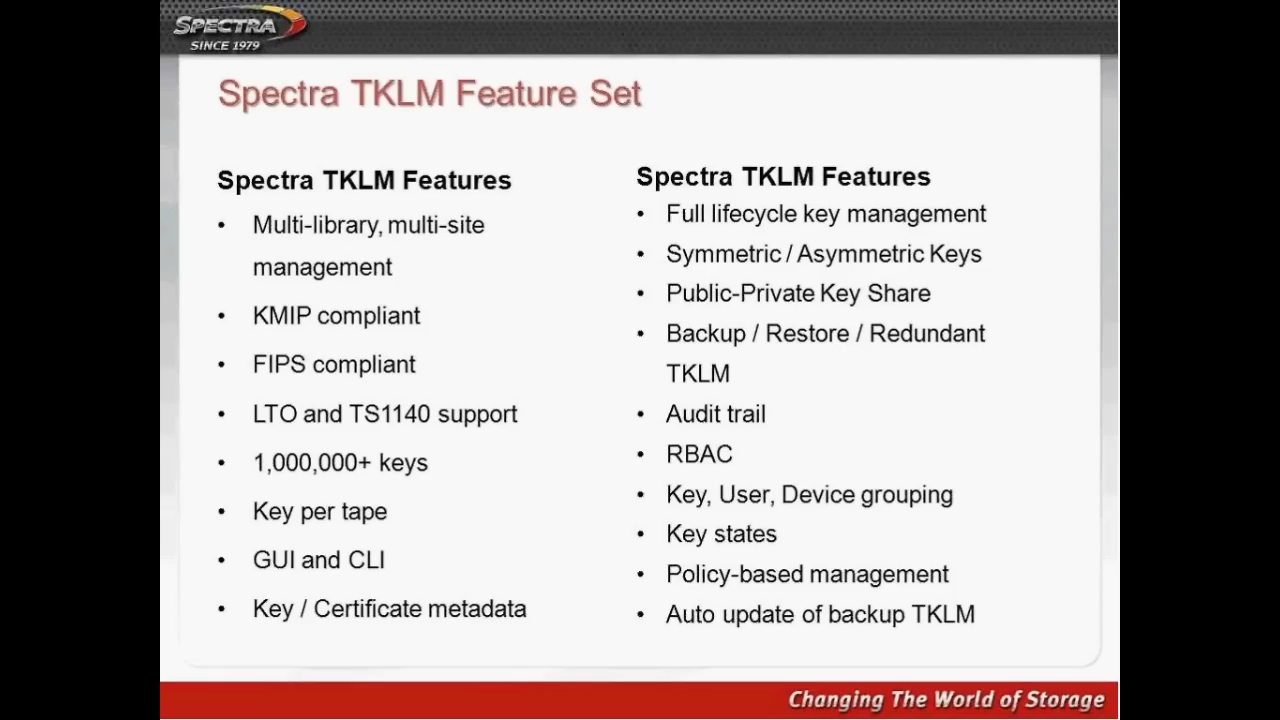 SPECTRA
SINCE 1979
Spectra TKLM Feature Set
Spectra TKLM Features
• Multi-library, multi-site
management
• KMIP compliant
• FIPS compliant
• LTO and TS1140 support
• 1,000,000+ keys
• Key per tape
• GUI and CLI
• Key / Certificate metadata
Spectra TKLM Features
• Full lifecycle key management
• Symmetric / Asymmetric Keys
• Public-Private Key Share
• Backup / Restore / Redundant
TKLM
• Audit trail
• RBAC
• Key, User, Device grouping
• Key states
• Policy-based management
• Auto update of backup TKLM
Changing The World of Storage